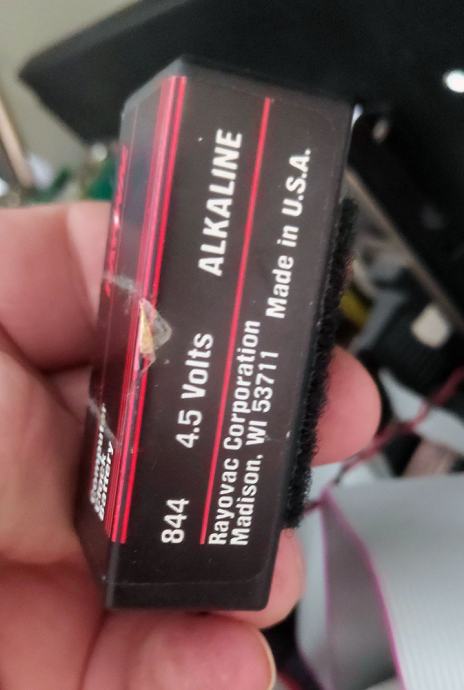 844 4.5 Volts ALKALINE
Rayovac Corporation
Madison, WI 53711 Made in U.S.A.